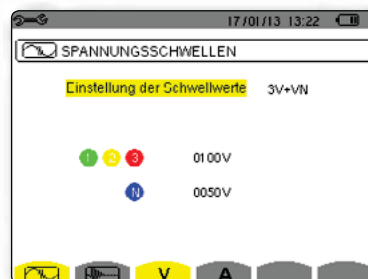 17/01/13 13:22
SPANNUNGSSCHWELLEN
Einstellung der Schwellwerte 3V+VN
1 2 3 0100V
N 0050V
V A